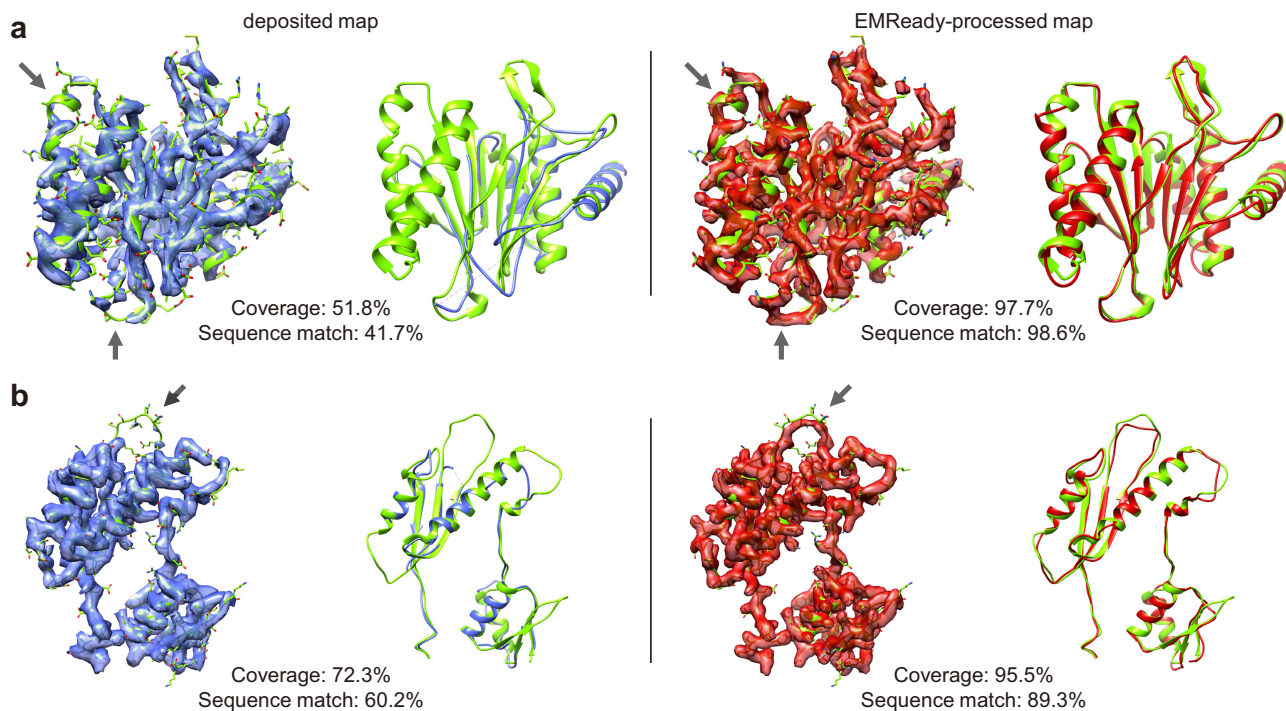 deposited map
EMReady-processed map
a
Coverage: 51.8%
Sequence match: 41.7%
Coverage: 97.7%
Sequence match: 98.6%
b
Coverage: 72.3%
Sequence match: 60.2%
Coverage: 95.5%
Sequence match: 89.3%